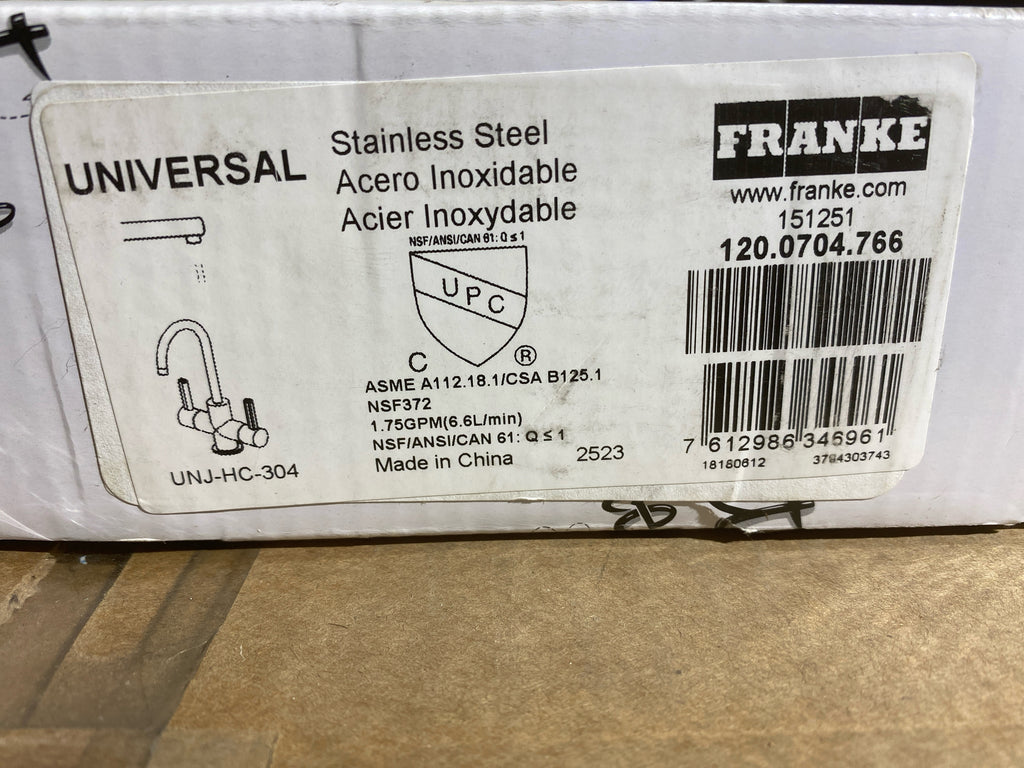 UNIVERSAL
Stainless Steel
Acero Inoxidable
Acier Inoxydable
NSF/ANSI/CAN 61: Q ≤ 1
UPC
C ®
ASME A112.18.1/CSA B125.1
NSF372
1.75GPM(6.6L/min)
NSF/ANSI/CAN 61: Q ≤ 1
Made in China 2523
UNJ-HC-304
FRANKE
www.franke.com
151251
120.0704.766
7 612986 346961
18180612 3794303743